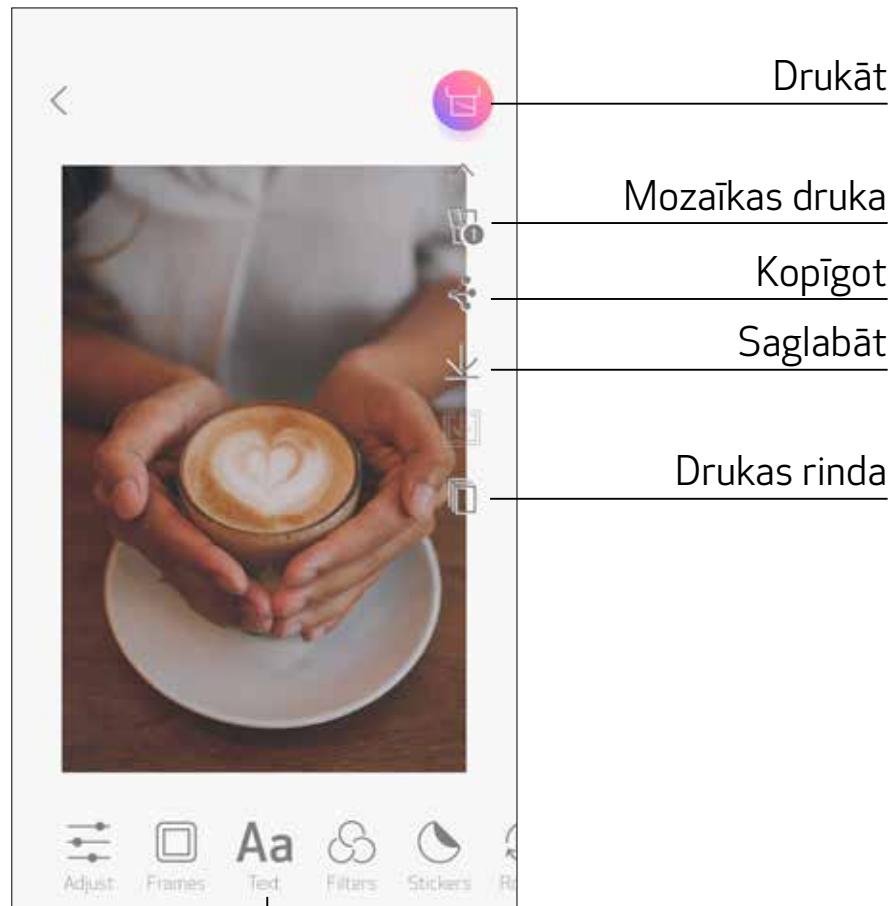 Drukāt
Mozaīkas druka
Kopīgot
Saglabāt
Drukas rinda
Aa
Adjust Frames Text Filters Stickers